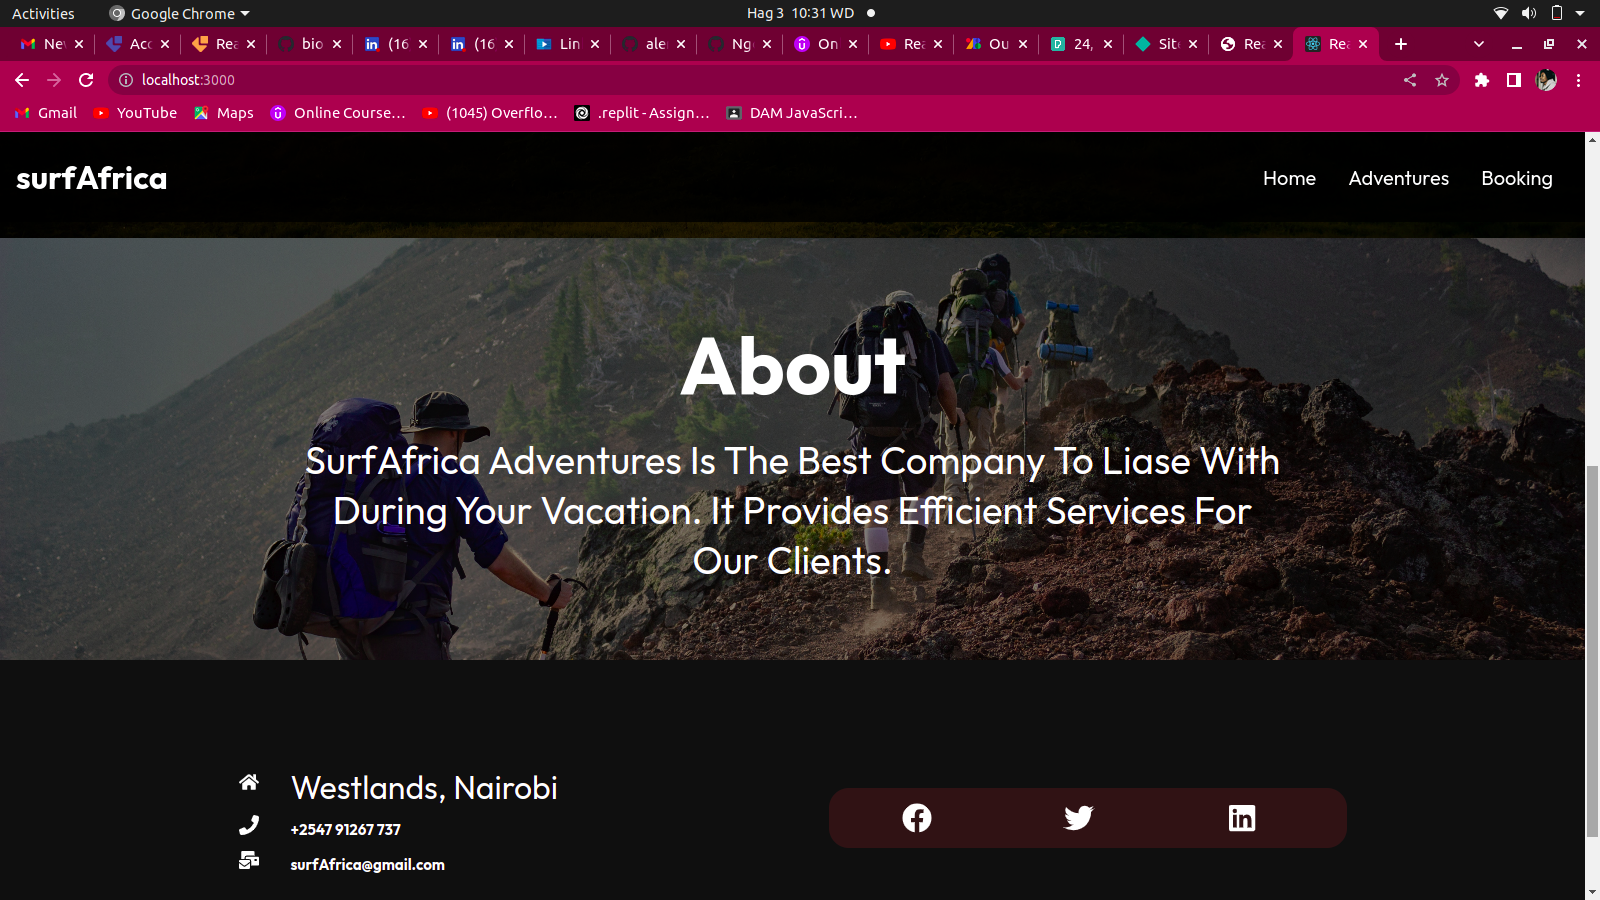 Activities
Google Chrome
Hag 3 10:31 WD
Nev
Acc
Rea
bio
(16
(16
Lin
ale
Ng
On
Rea
Ou
24,
Site
Rea
Rea
localhost:3000
Gmail
YouTube
Maps
Online Course…
(1045) Overflo…
.replit - Assign…
DAM JavaScri…
surfAfrica
Home
Adventures
Booking
About
SurfAfrica Adventures Is The Best Company To Liase With
During Your Vacation. It Provides Efficient Services For
Our Clients.
Westlands, Nairobi
+2547 91267 737
surfAfrica@gmail.com